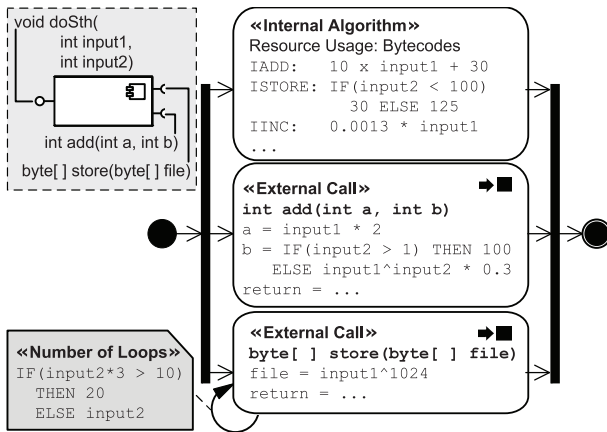 void doSth(
int input1,
int input2)
int add(int a, int b)
byte[ ] store(byte[ ] file)
«Internal Algorithm»
Resource Usage: Bytecodes
IADD: 10 x input1 + 30
ISTORE: IF(input2 < 100)
30 ELSE 125
IINC: 0.0013 * input1
...
«External Call»
int add(int a, int b)
a = input1 * 2
b = IF(input2 > 1) THEN 100
ELSE input1^input2 * 0.3
return = ...
«External Call»
byte[ ] store(byte[ ] file)
file = input1^1024
return = ...
«Number of Loops»
IF(input2*3 > 10)
THEN 20
ELSE input2